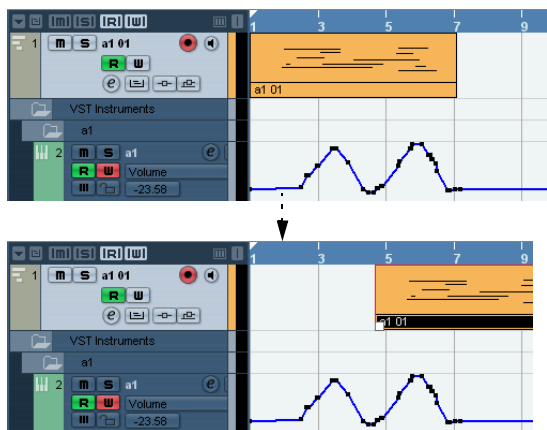 [M] [S] [R] [W] 1 3 5 7 9
1 M S a1 01
R W
e
a1 01
VST Instruments
a1
2 M S a1 e
R W Volume
-23.58
[M] [S] [R] [W] 1 3 5 7 9
1 M S a1 01
R W
e
a1 01
VST Instruments
a1
2 M S a1 e
R W Volume
-23.58